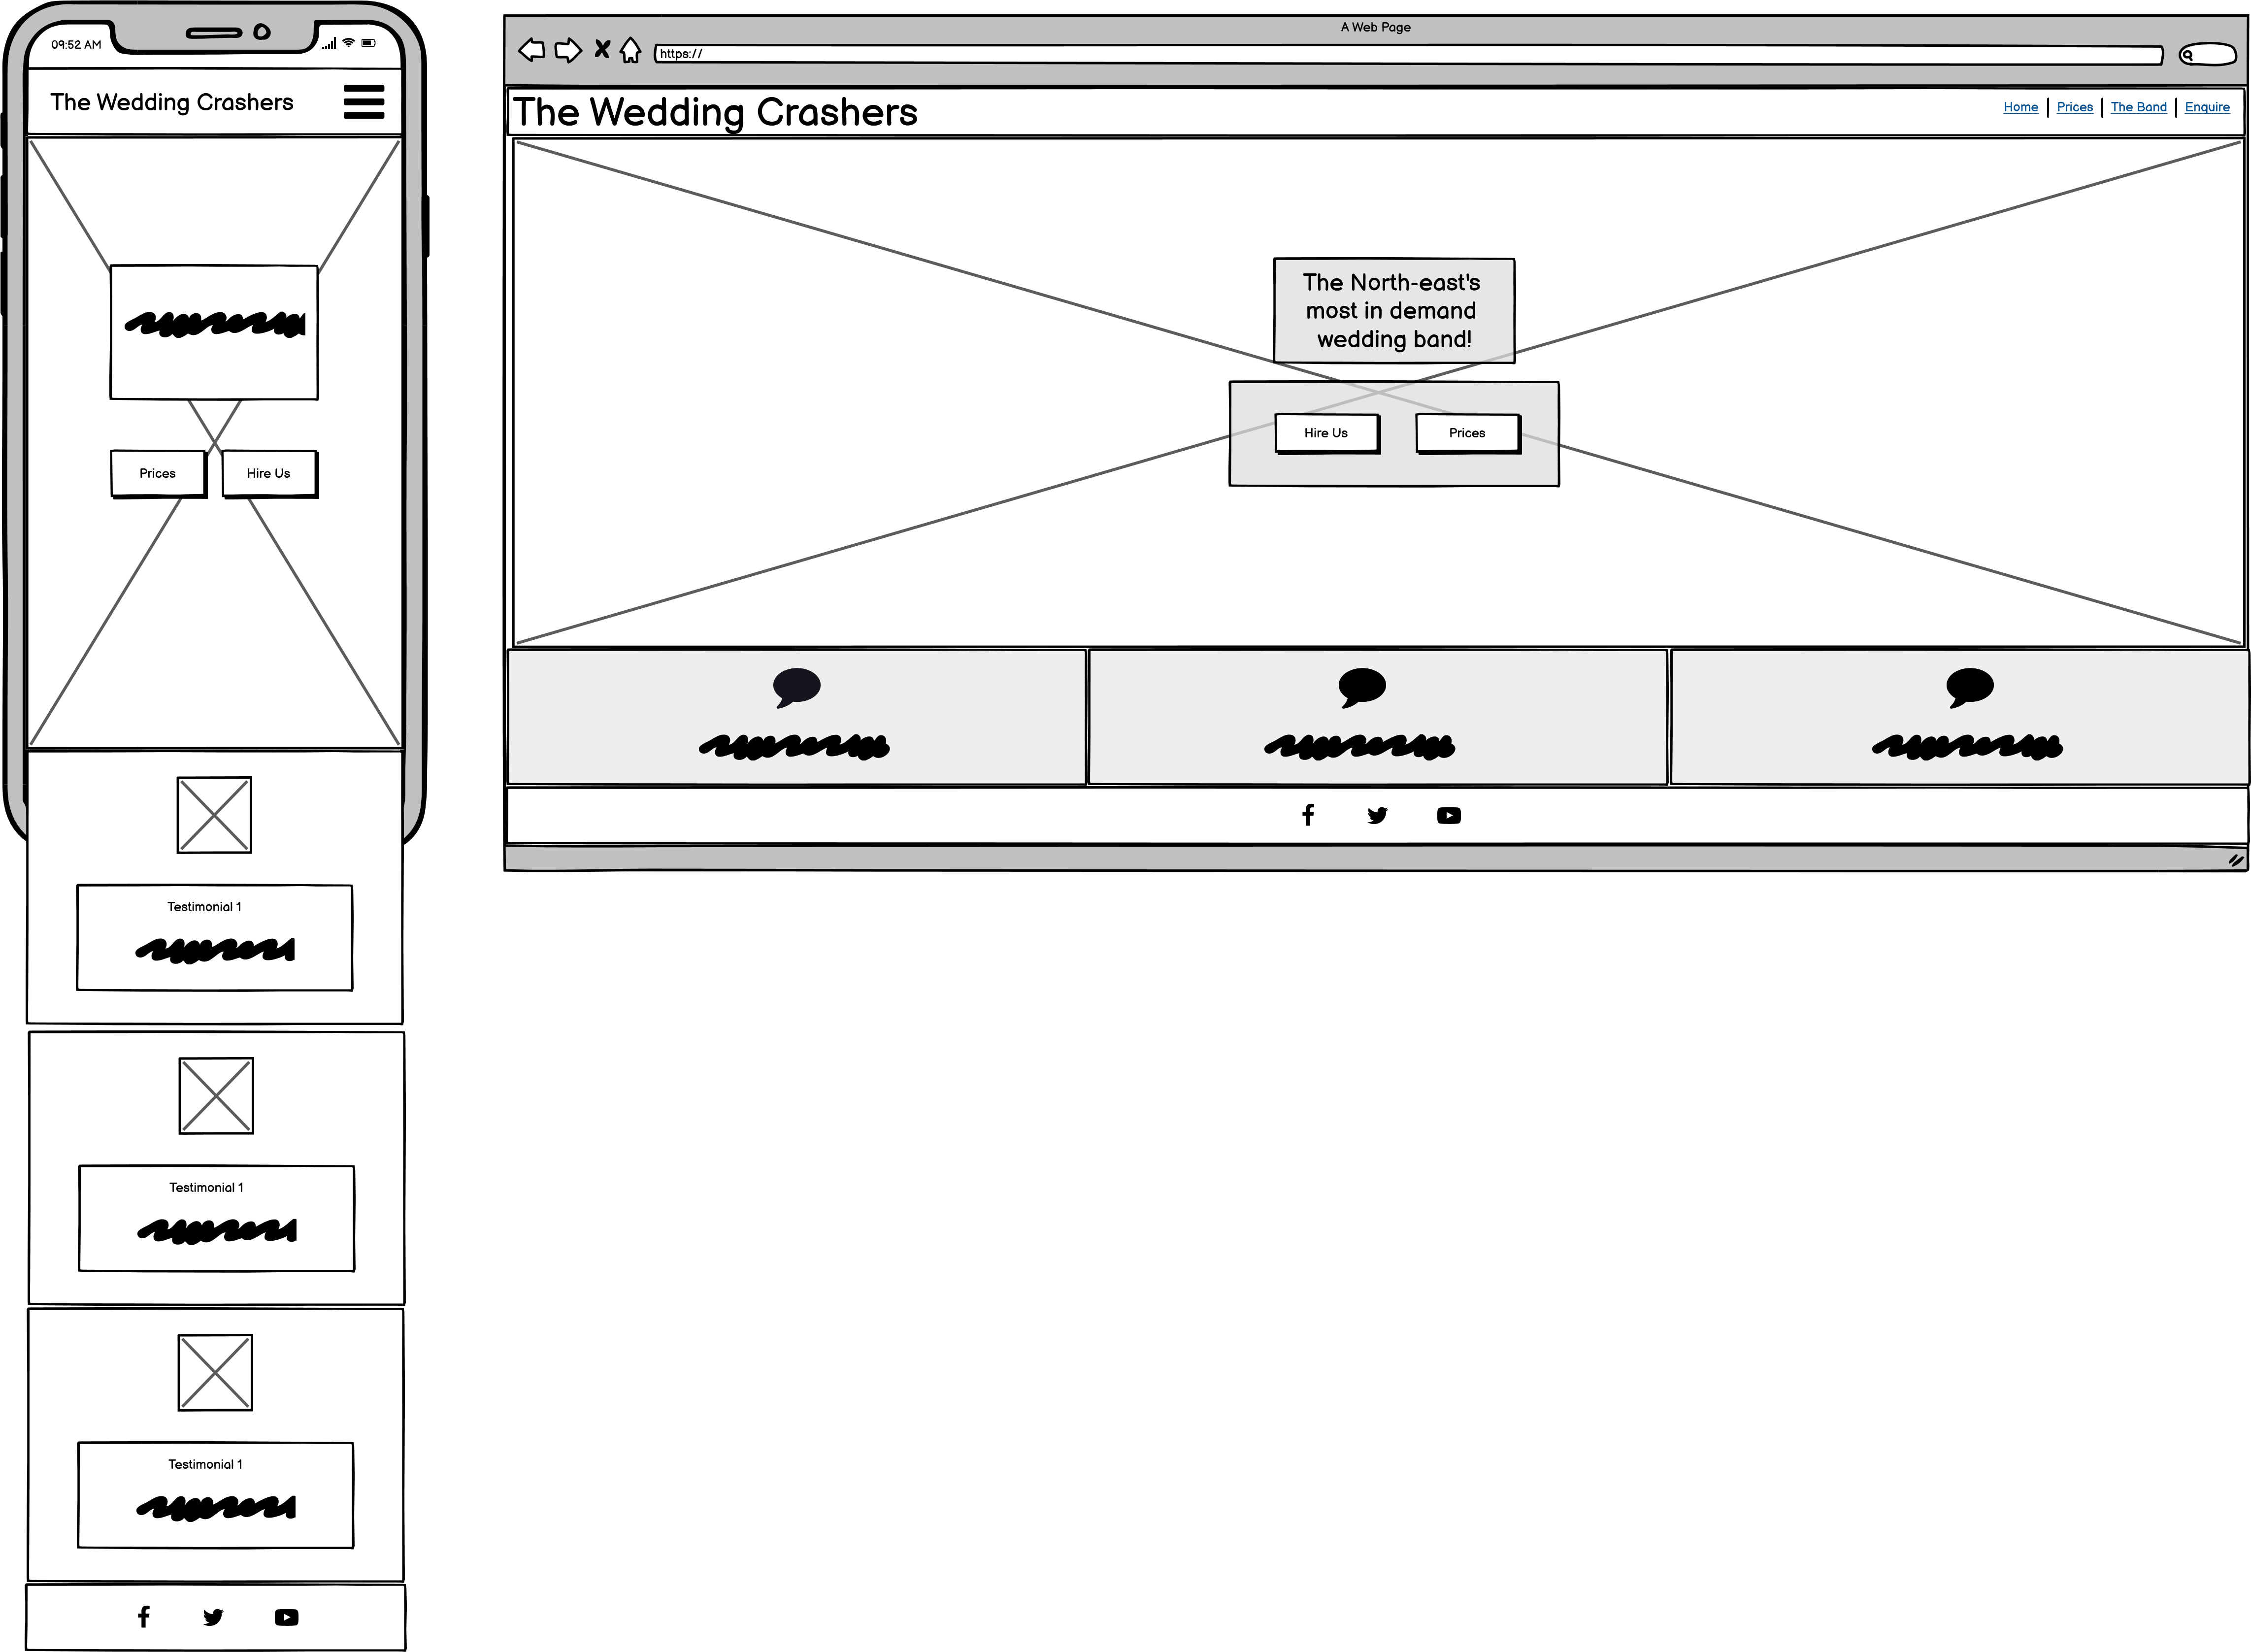 09:52 AM
The Wedding Crashers
Prices
Hire Us
Testimonial 1
Testimonial 1
Testimonial 1
A Web Page
https://
The Wedding Crashers
Home | Prices | The Band | Enquire
The North-east's
most in demand
wedding band!
Hire Us
Prices